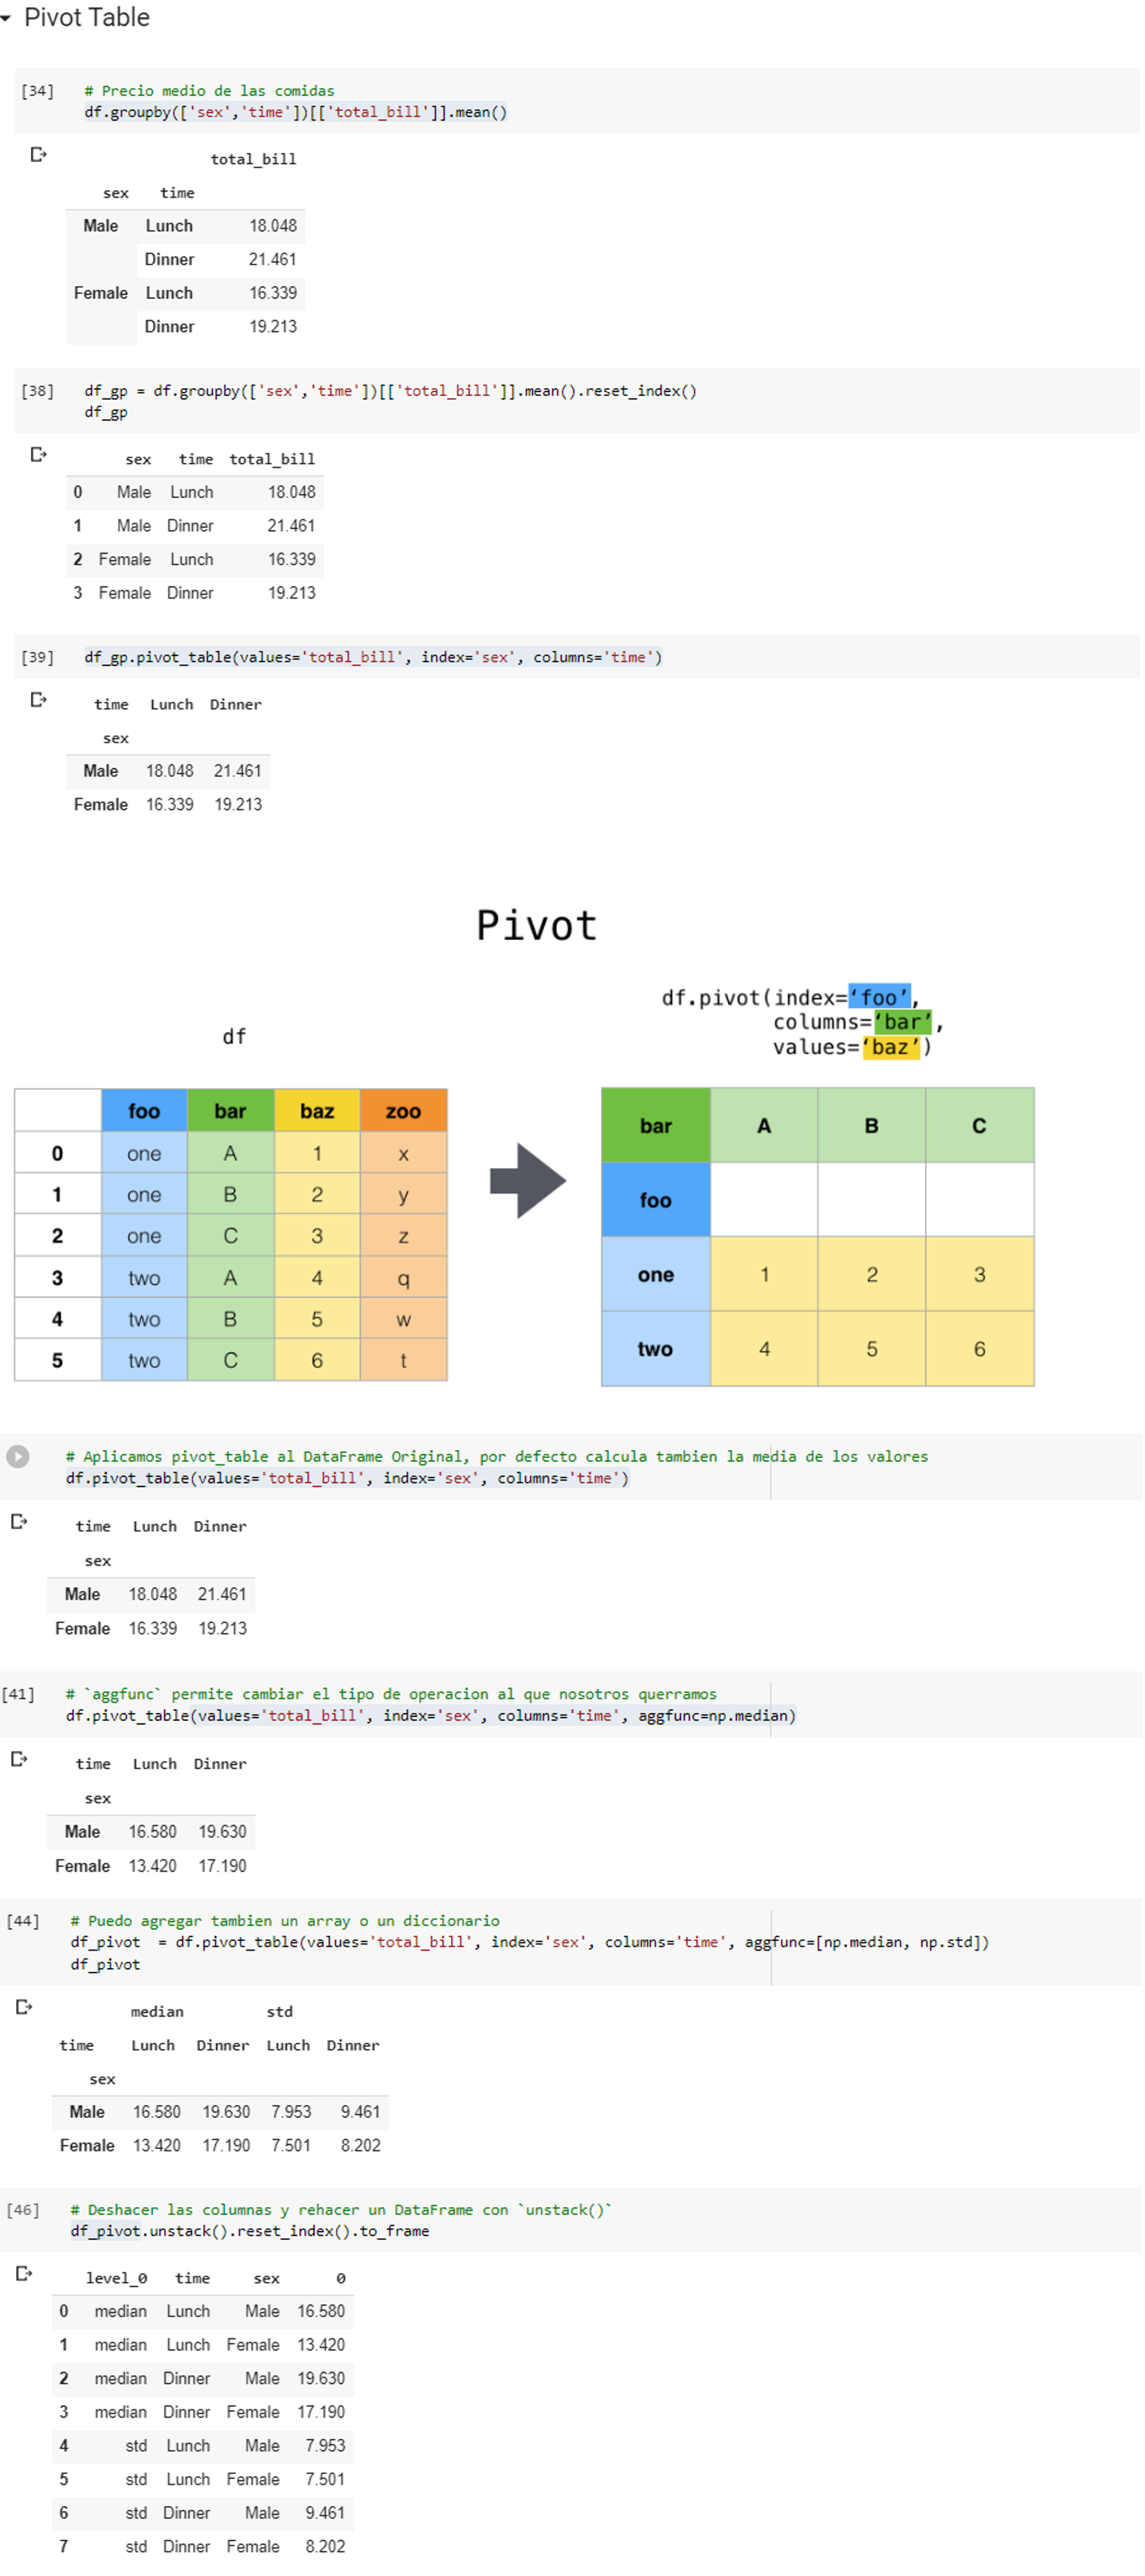 Pivot Table
[34] # Precio medio de las comidas
df.groupby(['sex','time'])[['total_bill']].mean()
total_bill
sex time
Male Lunch 18.048
Dinner 21.461
Female Lunch 16.339
Dinner 19.213
[38] df_gp = df.groupby(['sex','time'])[['total_bill']].mean().reset_index()
df_gp
sex time total_bill
0 Male Lunch 18.048
1 Male Dinner 21.461
2 Female Lunch 16.339
3 Female Dinner 19.213
[39] df_gp.pivot_table(values='total_bill', index='sex', columns='time')
time Lunch Dinner
sex
Male 18.048 21.461
Female 16.339 19.213
Pivot
df
foo bar baz zoo
0 one A 1 x
1 one B 2 y
2 one C 3 z
3 two A 4 q
4 two B 5 w
5 two C 6 t
df.pivot(index=‘foo’,
columns=‘bar’,
values=‘baz’)
bar A B C
foo
one 1 2 3
two 4 5 6
# Aplicamos pivot_table al DataFrame Original, por defecto calcula tambien la media de los valores
df.pivot_table(values='total_bill', index='sex', columns='time')
time Lunch Dinner
sex
Male 18.048 21.461
Female 16.339 19.213
[41] # `aggfunc` permite cambiar el tipo de operacion al que nosotros querramos
df.pivot_table(values='total_bill', index='sex', columns='time', aggfunc=np.median)
time Lunch Dinner
sex
Male 16.580 19.630
Female 13.420 17.190
[44] # Puedo agregar tambien un array o un diccionario
df_pivot  = df.pivot_table(values='total_bill', index='sex', columns='time', aggfunc=[np.median, np.std])
df_pivot
median std
time Lunch Dinner Lunch Dinner
sex
Male 16.580 19.630 7.953 9.461
Female 13.420 17.190 7.501 8.202
[46] # Deshacer las columnas y rehacer un DataFrame con `unstack()`
df_pivot.unstack().reset_index().to_frame
level_0 time sex 0
0 median Lunch Male 16.580
1 median Lunch Female 13.420
2 median Dinner Male 19.630
3 median Dinner Female 17.190
4 std Lunch Male 7.953
5 std Lunch Female 7.501
6 std Dinner Male 9.461
7 std Dinner Female 8.202